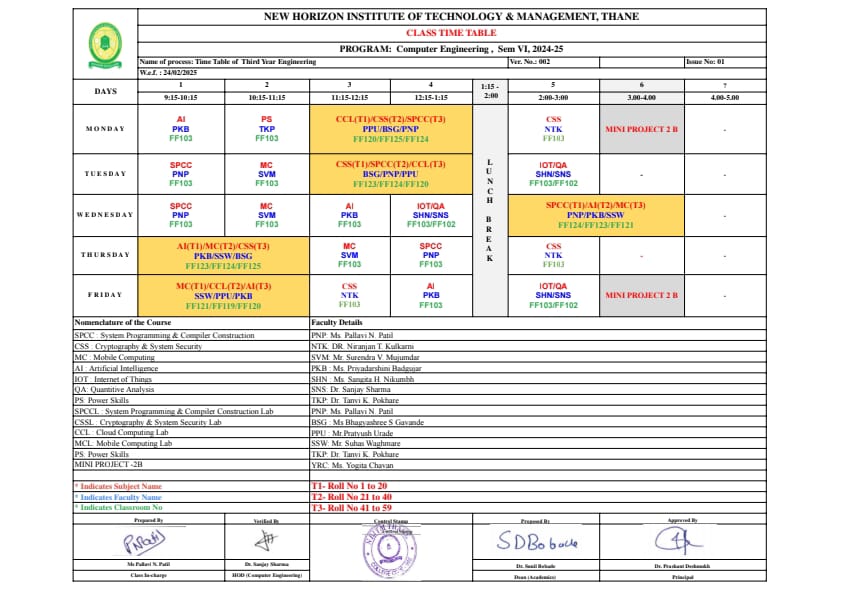 NEW HORIZON INSTITUTE OF TECHNOLOGY & MANAGEMENT, THANE
CLASS TIME TABLE
PROGRAM: Computer Engineering , Sem VI, 2024-25
Name of process: Time Table of Third Year Engineering Ver. No.: 002 Issue No: 01
W.e.f. : 24/02/2025
DAYS 1 2 3 4 1:15 - 2:00 5 6 7
9:15-10:15 10:15-11:15 11:15-12:15 12:15-1:15 2:00-3:00 3.00-4.00 4.00-5.00
LUNCH BREAK
MONDAY
AI PS CCL(T1)/CSS(T2)/SPCC(T3) CSS
PKB TKP PPU/BSG/PNP NTK MINI PROJECT 2 B -
FF103 FF103 FF120/FF125/FF124 FF103
TUESDAY
SPCC MC CSS(T1)/SPCC(T2)/CCL(T3) IOT/QA
PNP SVM BSG/PNP/PPU SHN/SNS - -
FF103 FF103 FF123/FF124/FF120 FF103/FF102
WEDNESDAY
SPCC MC AI IOT/QA SPCC(T1)/AI(T2)/MC(T3)
PNP SVM PKB SHN/SNS PNP/PKB/SSW -
FF103 FF103 FF103 FF103/FF102 FF124/FF123/FF121
THURSDAY
AI(T1)/MC(T2)/CSS(T3) MC SPCC CSS
PKB/SSW/BSG SVM PNP NTK - -
FF123/FF124/FF125 FF103 FF103 FF103
FRIDAY
MC(T1)/CCL(T2)/AI(T3) CSS AI IOT/QA
SSW/PPU/PKB NTK PKB SHN/SNS MINI PROJECT 2 B -
FF121/FF119/FF120 FF103 FF103 FF103/FF102
Nomenclature of the Course Faculty Details
SPCC : System Programming & Compiler Construction PNP: Ms. Pallavi N. Patil
CSS : Cryptography & System Security NTK: DR. Niranjan T. Kulkarni
MC : Mobile Computing SVM: Mr. Surendra V. Mujumdar
AI : Artificial Intelligence PKB : Ms. Priyadarshini Badgujar
IOT : Internet of Things SHN : Ms. Sangita H. Nikumbh
QA: Quantitive Analysis SNS: Dr. Sanjay Sharma
PS: Power Skills TKP: Dr. Tanvi K. Pokhare
SPCCL : System Programming & Compiler Construction Lab PNP: Ms. Pallavi N. Patil
CSSL : Cryptography & System Security Lab BSG : Ms Bhagyashree S Gavande
CCL : Cloud Computing Lab PPU : Mr.Pratyush Urade
MCL: Mobile Computing Lab SSW: Mr. Suhas Waghmare
PS. Power Skills TKP: Dr. Tanvi K. Pokhare
MINI PROJECT -2B YRC: Ms. Yogita Chavan
* Indicates Subject Name T1- Roll No 1 to 20
* Indicates Faculty Name T2- Roll No 21 to 40
* Indicates Classroom No T3- Roll No 41 to 59
Prepared By Verified By Central Stamp Proposed By Approved By
PNPatil SDBobade
Ms Pallavi N. Patil Dr. Sanjay Sharma Dr. Sunil Bobade Dr. Prashant Deshmukh
Class In-charge HOD (Computer Engineering) Dean (Academics) Principal